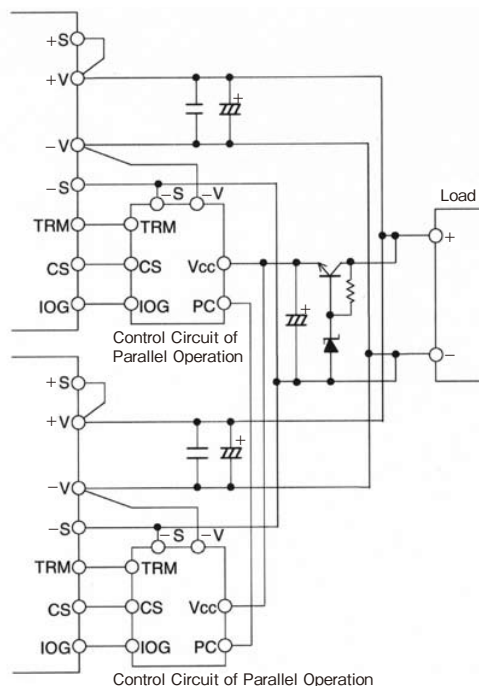 +S
+V
+
−V
−S
−S −V
Load
TRM TRM
+
CS CS Vcc
IOG IOG PC
+
Control Circuit of
Parallel Operation
−
+S
+V
+
−V
−S
−S −V
TRM TRM
CS CS Vcc
IOG IOG PC
Control Circuit of Parallel Operation